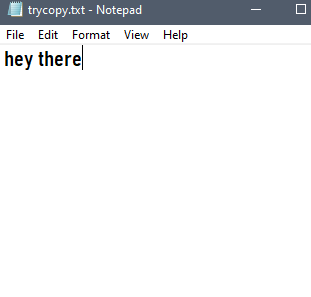 trycopy.txt - Notepad
File Edit Format View Help
hey there